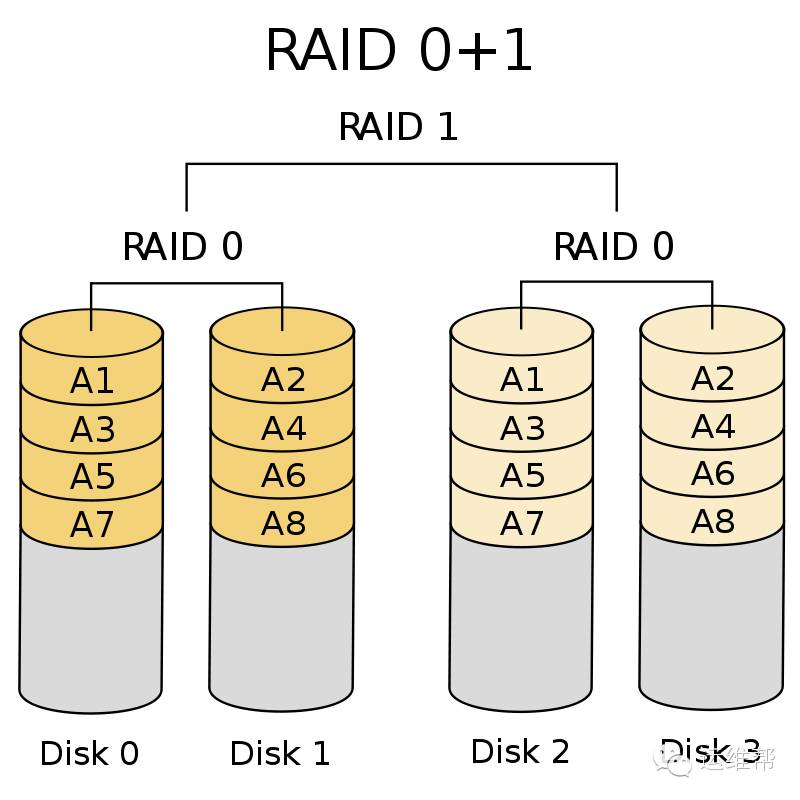 RAID 0+1
RAID 1
RAID 0
RAID 0
A1 A2 A1 A2
A3 A4 A3 A4
A5 A6 A5 A6
A7 A8 A7 A8
Disk 0 Disk 1 Disk 2 Disk 3
运维帮